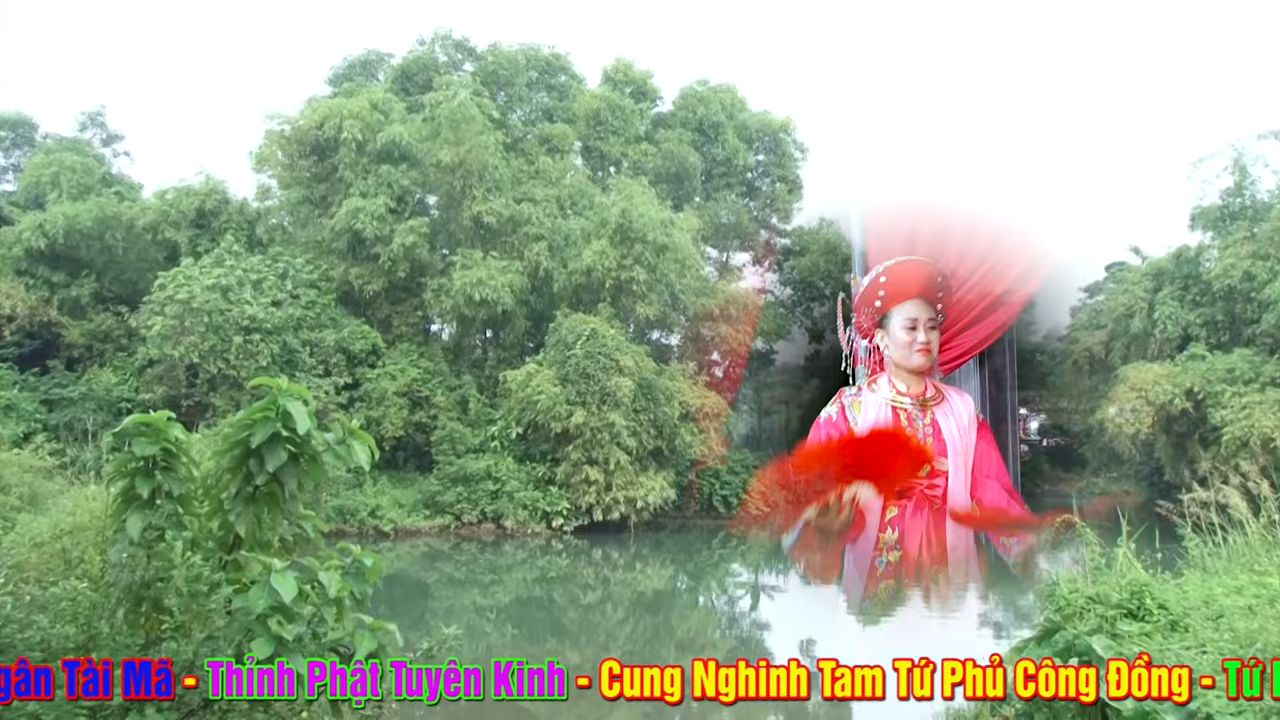 gân Tài Mã - Thỉnh Phật Tuyên Kinh - Cung Nghinh Tam Tứ Phủ Công Đồng - Tứ